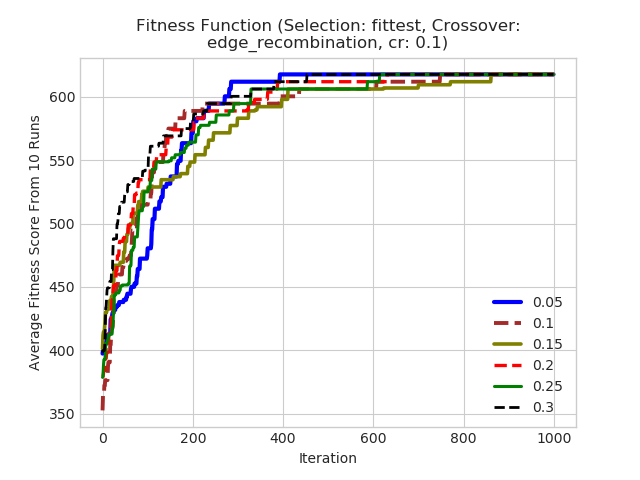 Fitness Function (Selection: fittest, Crossover:
edge_recombination, cr: 0.1)
Average Fitness Score From 10 Runs
600
550
500
450
400
350
0.05
0.1
0.15
0.2
0.25
0.3
0 200 400 600 800 1000
Iteration